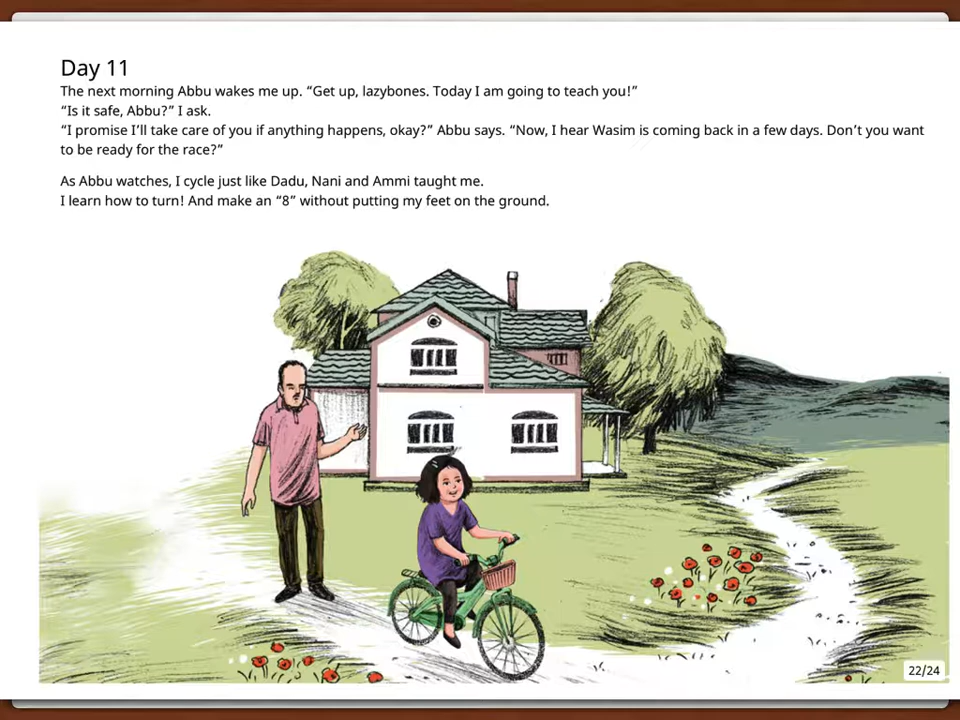 Day 11
The next morning Abbu wakes me up. “Get up, lazybones. Today I am going to teach you!”
“Is it safe, Abbu?” I ask.
“I promise I’ll take care of you if anything happens, okay?” Abbu says. “Now, I hear Wasim is coming back in a few days. Don’t you want
to be ready for the race?”
As Abbu watches, I cycle just like Dadu, Nani and Ammi taught me.
I learn how to turn! And make an “8” without putting my feet on the ground.
22/24